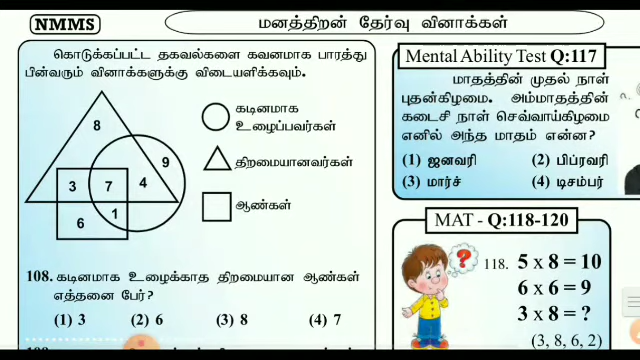 NMMS
மனத்திறன் தேர்வு வினாக்கள்
கொடுக்கப்பட்ட தகவல்களை கவனமாக பாரத்து
பின்வரும் வினாக்களுக்கு விடையளிக்கவும்.
8
9
3
7
4
6
1
கடினமாக
உழைப்பவர்கள்
திறமையானவர்கள்
ஆண்கள்
108. கடினமாக உழைக்காத திறமையான ஆண்கள்
எத்தனை பேர்?
(1) 3 (2) 6 (3) 8 (4) 7
Mental Ability Test Q:117
மாதத்தின் முதல் நாள்
புதன்கிழமை. அம்மாதத்தின்
கடைசி நாள் செவ்வாய்கிழமை
எனில் அந்த மாதம் என்ன?
(1) ஜனவரி (2) பிப்ரவரி
(3) மார்ச் (4) டிசம்பர்
MAT - Q:118-120
118. 5 x 8 = 10
6 x 6 = 9
3 x 8 = ?
(3, 8, 6, 2)
?